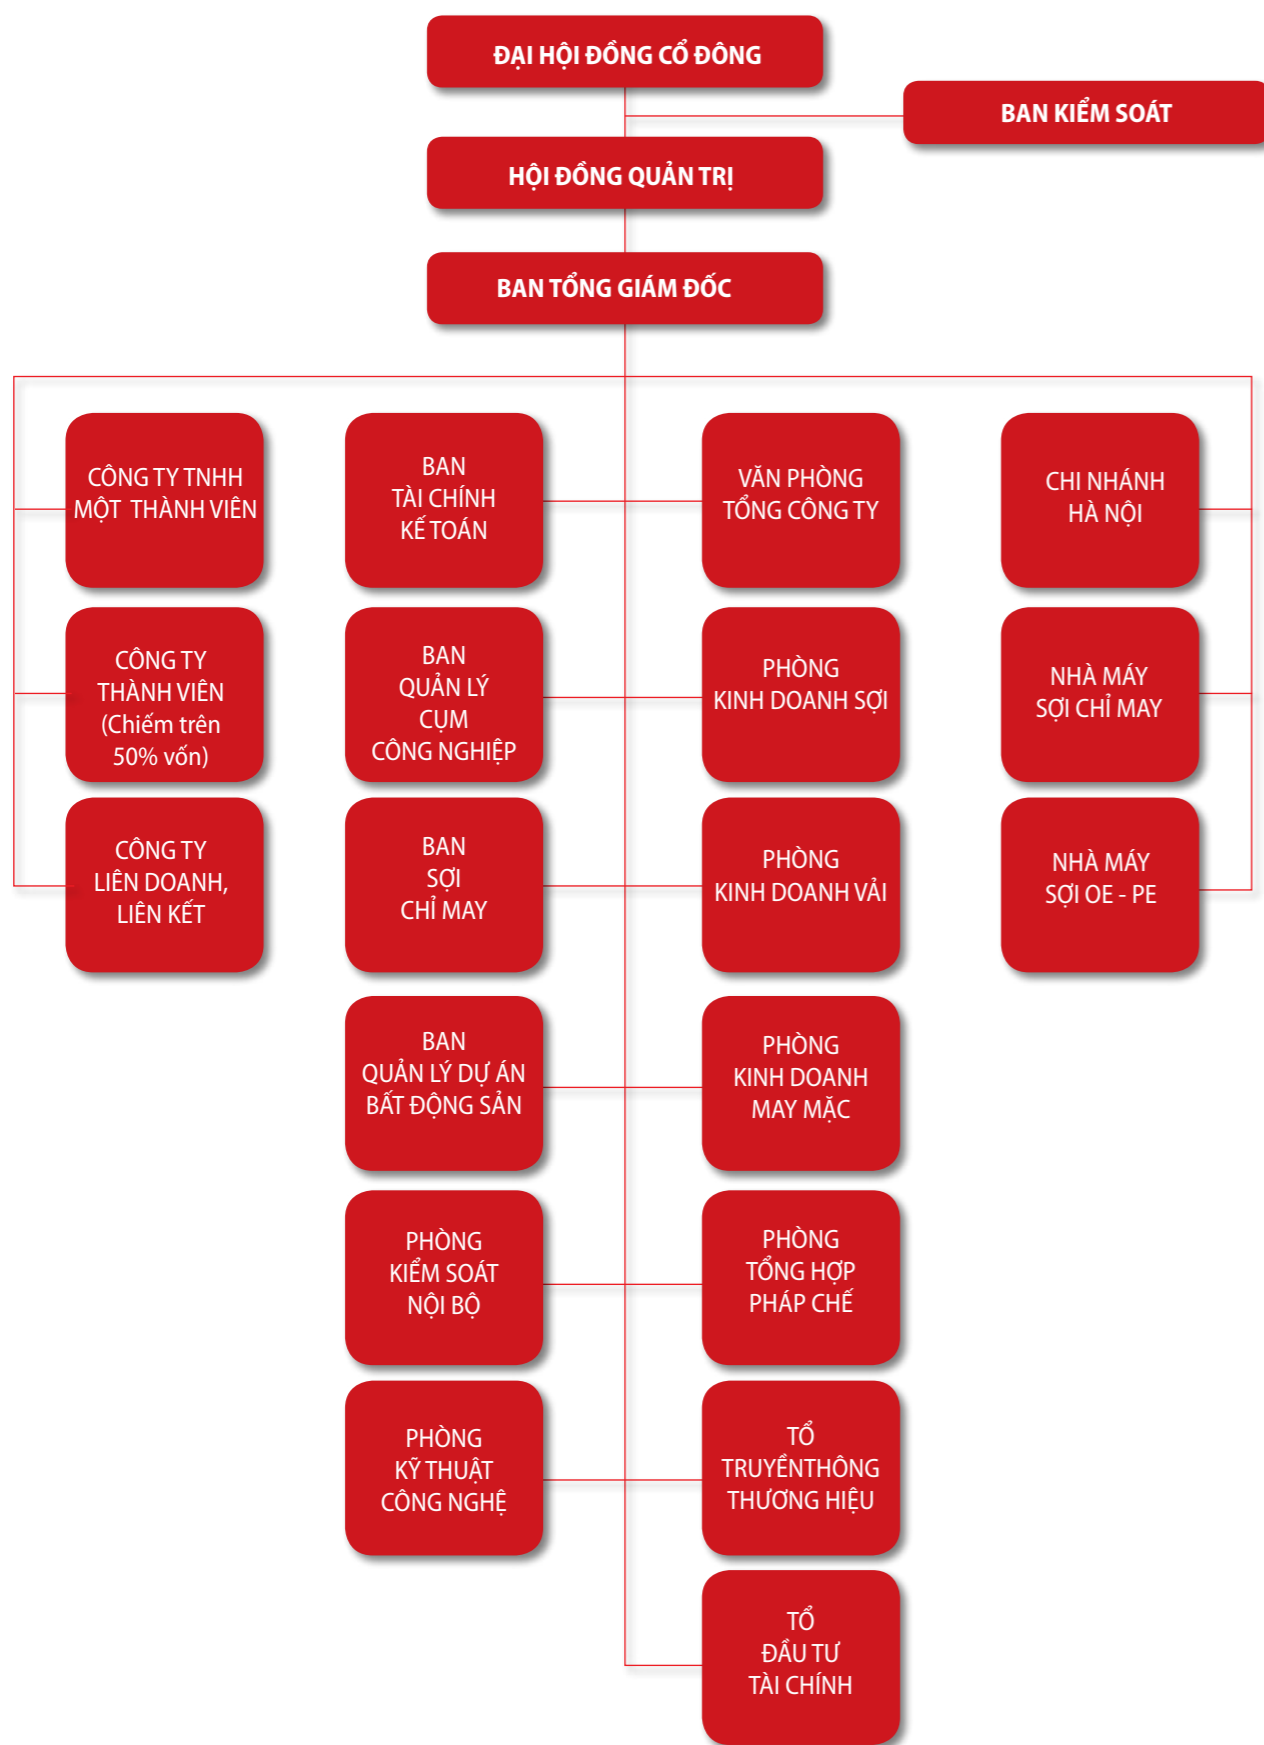 ĐẠI HỘI ĐỒNG CỔ ĐÔNG
BAN KIỂM SOÁT
HỘI ĐỒNG QUẢN TRỊ
BAN TỔNG GIÁM ĐỐC
CÔNG TY TNHH
MỘT THÀNH VIÊN
BAN
TÀI CHÍNH
KẾ TOÁN
VĂN PHÒNG
TỔNG CÔNG TY
CHI NHÁNH
HÀ NỘI
CÔNG TY
THÀNH VIÊN
(Chiếm trên
50% vốn)
BAN
QUẢN LÝ
CỤM
CÔNG NGHIỆP
PHÒNG
KINH DOANH SỢI
NHÀ MÁY
SỢI CHỈ MAY
CÔNG TY
LIÊN DOANH,
LIÊN KẾT
BAN
SỢI
CHỈ MAY
PHÒNG
KINH DOANH VẢI
NHÀ MÁY
SỢI OE - PE
BAN
QUẢN LÝ DỰ ÁN
BẤT ĐỘNG SẢN
PHÒNG
KINH DOANH
MAY MẶC
PHÒNG
KIỂM SOÁT
NỘI BỘ
PHÒNG
TỔNG HỢP
PHÁP CHẾ
PHÒNG
KỸ THUẬT
CÔNG NGHỆ
TỔ
TRUYỀNTHÔNG
THƯƠNG HIỆU
TỔ
ĐẦU TƯ
TÀI CHÍNH